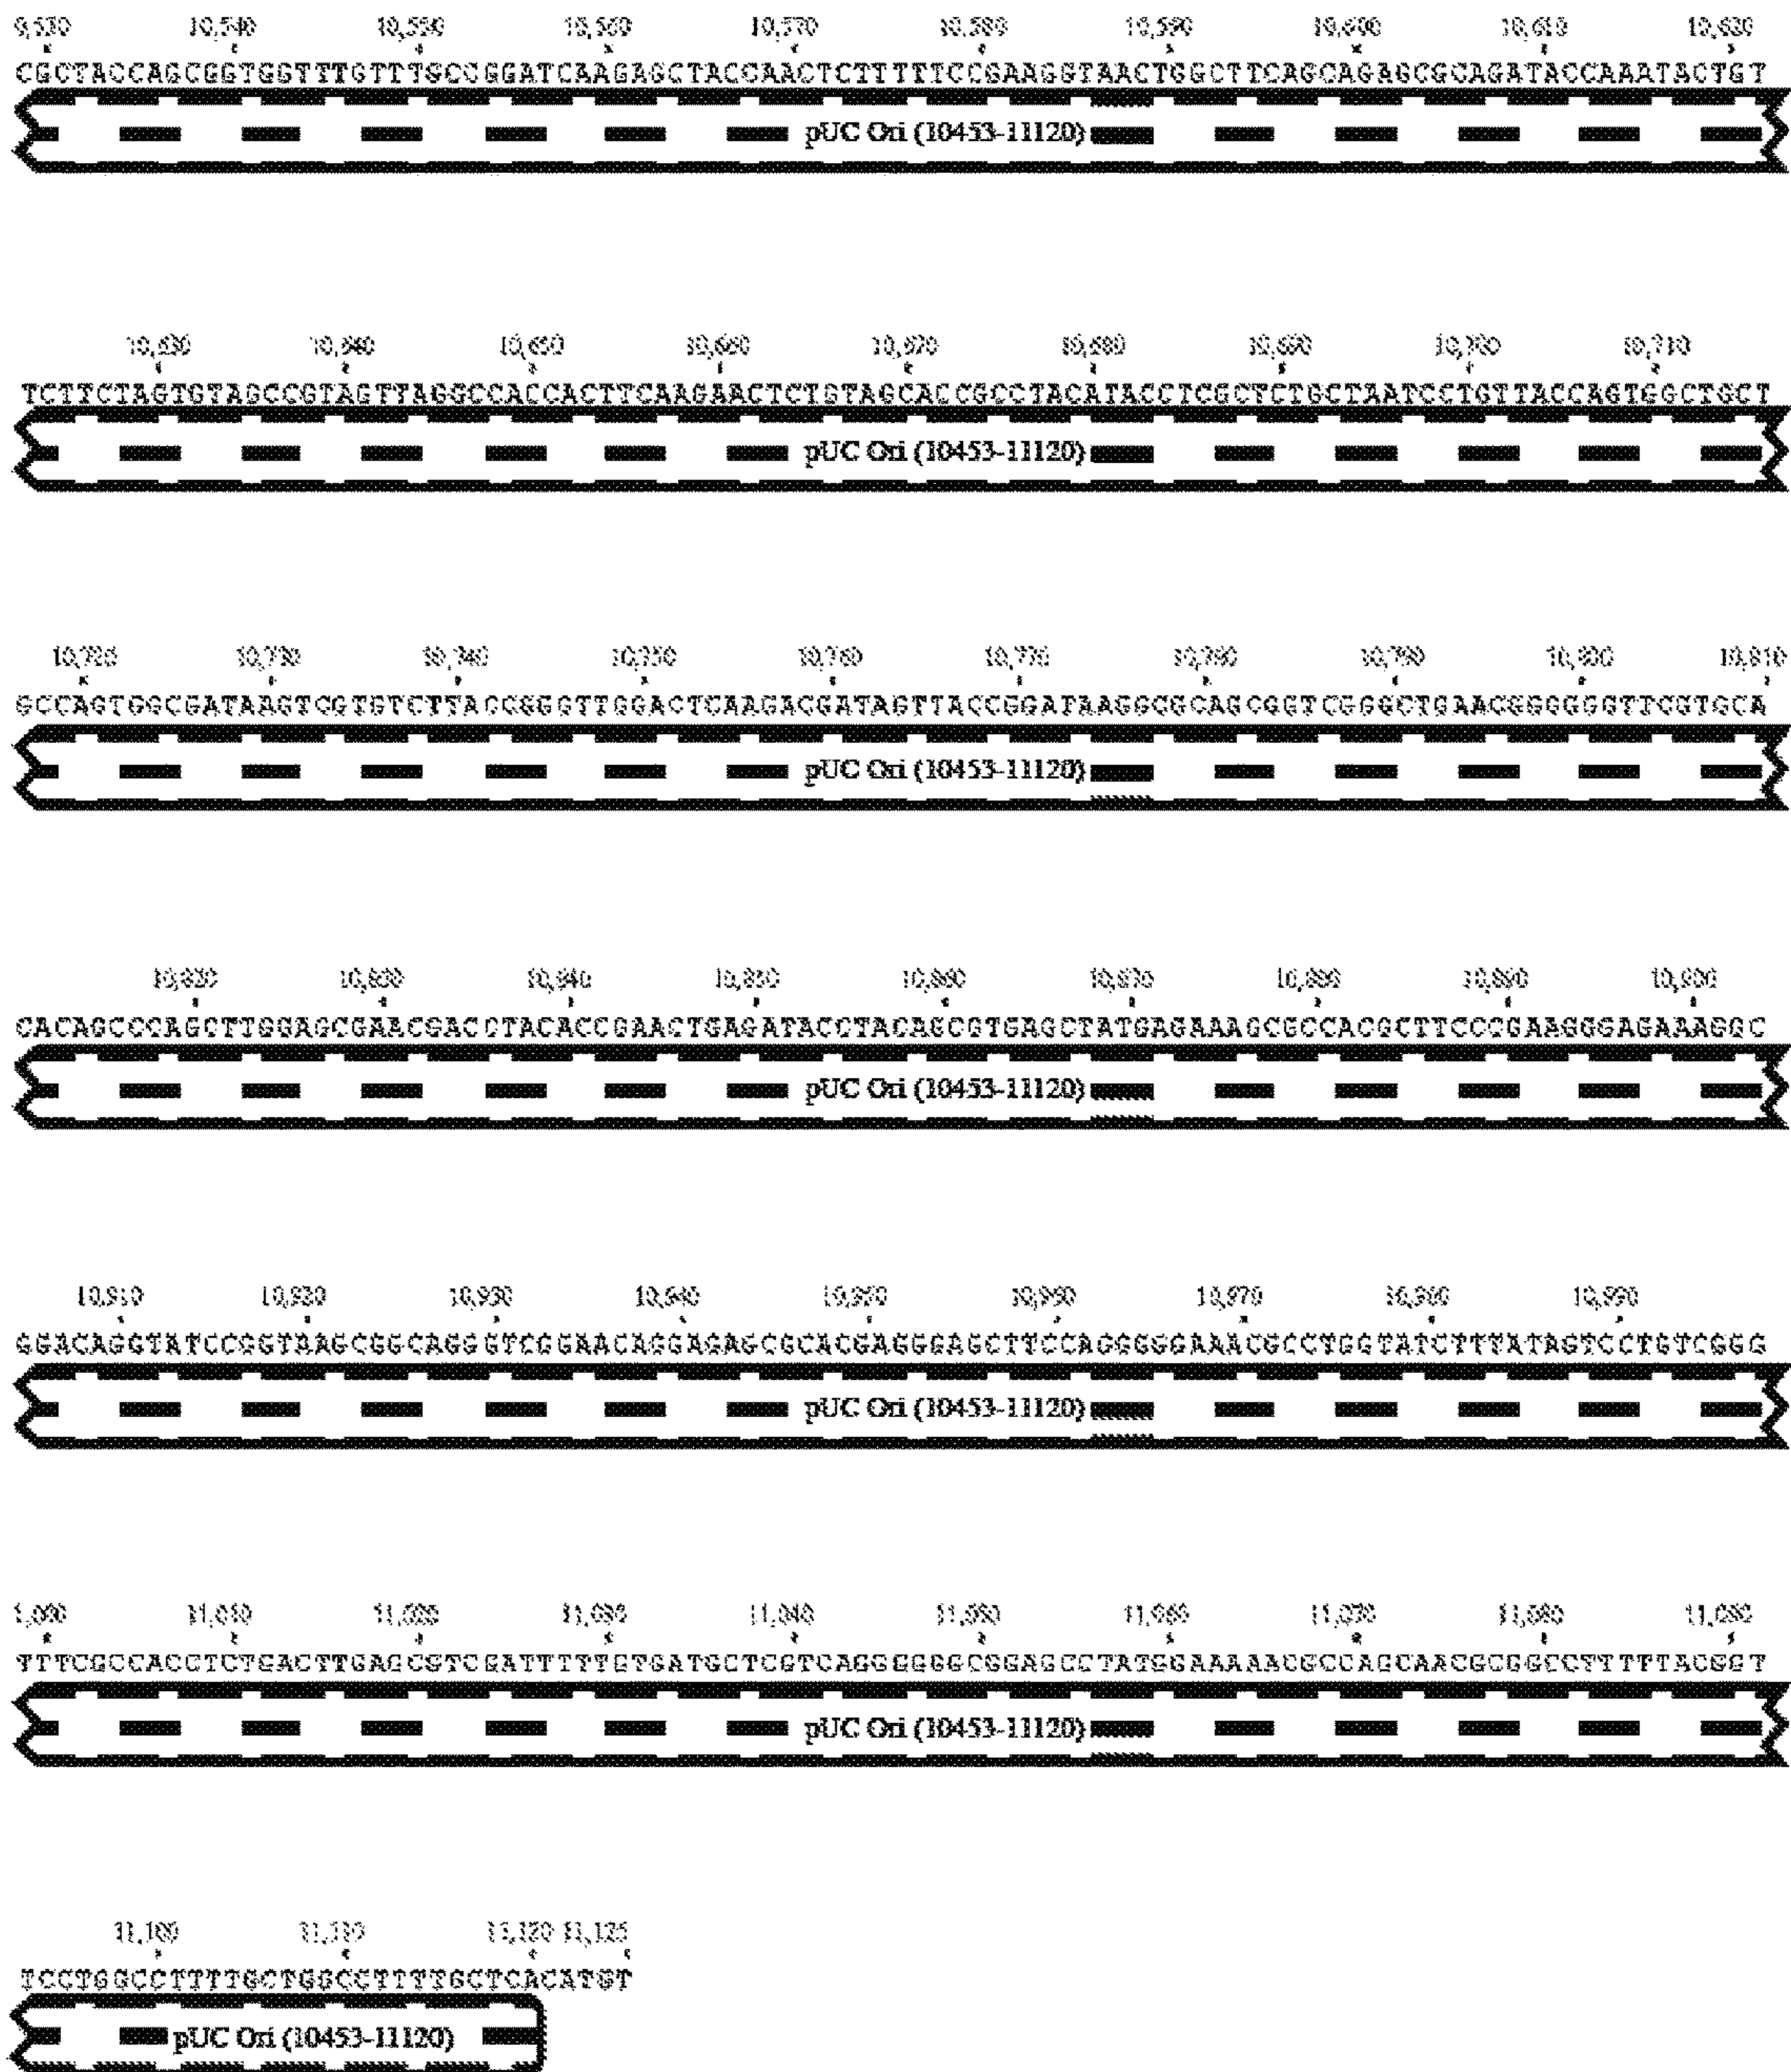 0,530 10,540 10,550 10,560 10,570 10,580 10,590 10,600 10,610 10,620
CGCTACCAGCGGTGGTTTGTTTGCCGGATCAAGAGCTACCAACTCTTTTTCCGAAGGTAACTGGCTTCAGCAGAGCGCAGATACCAAATACTGT
pUC Ori (10453-11120)
10,630 10,640 10,650 10,660 10,670 10,680 10,690 10,700 10,710
TCTTCTAGTGTAGCCGTAGTTAGGCCACCACTTCAAGAACTCTGTAGCACCGCCTACATACCTCGCTCTGCTAATCCTGTTACCAGTGGCTGCT
pUC Ori (10453-11120)
10,720 10,730 10,740 10,750 10,760 10,770 10,780 10,790 10,800 10,810
GCCAGTGGCGATAAGTCGTGTCTTACCGGGTTGGACTCAAGACGATAGTTACCGGATAAGGCGCAGCGGTCGGGCTGAACGGGGGGTTCGTGCA
pUC Ori (10453-11120)
10,820 10,830 10,840 10,850 10,860 10,870 10,880 10,890 10,900
CACAGCCCAGCTTGGAGCGAACGACCTACACCGAACTGAGATACCTACAGCGTGAGCTATGAGAAAGCGCCACGCTTCCCGAAGGGAGAAAGGC
pUC Ori (10453-11120)
10,910 10,920 10,930 10,940 10,950 10,960 10,970 10,980 10,990
GGACAGGTATCCGGTAAGCGGCAGGGTCGGAACAGGAGAGCGCACGAGGGAGCTTCCAGGGGGAAACGCCTGGTATCTTTATAGTCCTGTCGGG
pUC Ori (10453-11120)
1,000 11,010 11,020 11,030 11,040 11,050 11,060 11,070 11,080 11,090
TTTCGCCACCTCTGACTTGAGCGTCGATTTTTGTGATGCTCGTCAGGGGGGCGGAGCCTATGGAAAAACGCCAGCAACGCGGCCTTTTTACGGT
pUC Ori (10453-11120)
11,100 11,110 11,120 11,125
TCCTGGCCTTTTGCTGGCCTTTTGCTCACATGT
pUC Ori (10453-11120)